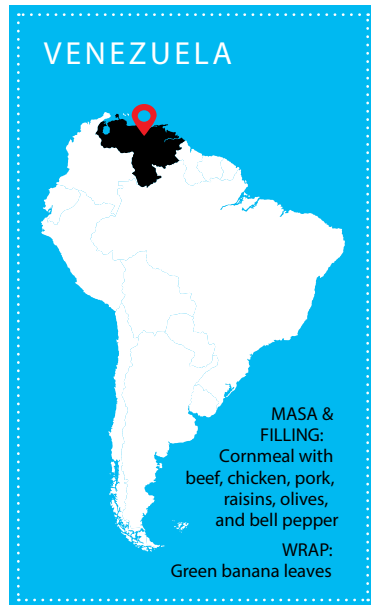 VENEZUELA
MASA &
FILLING:
Cornmeal with
beef, chicken, pork,
raisins, olives,
and bell pepper
WRAP:
Green banana leaves